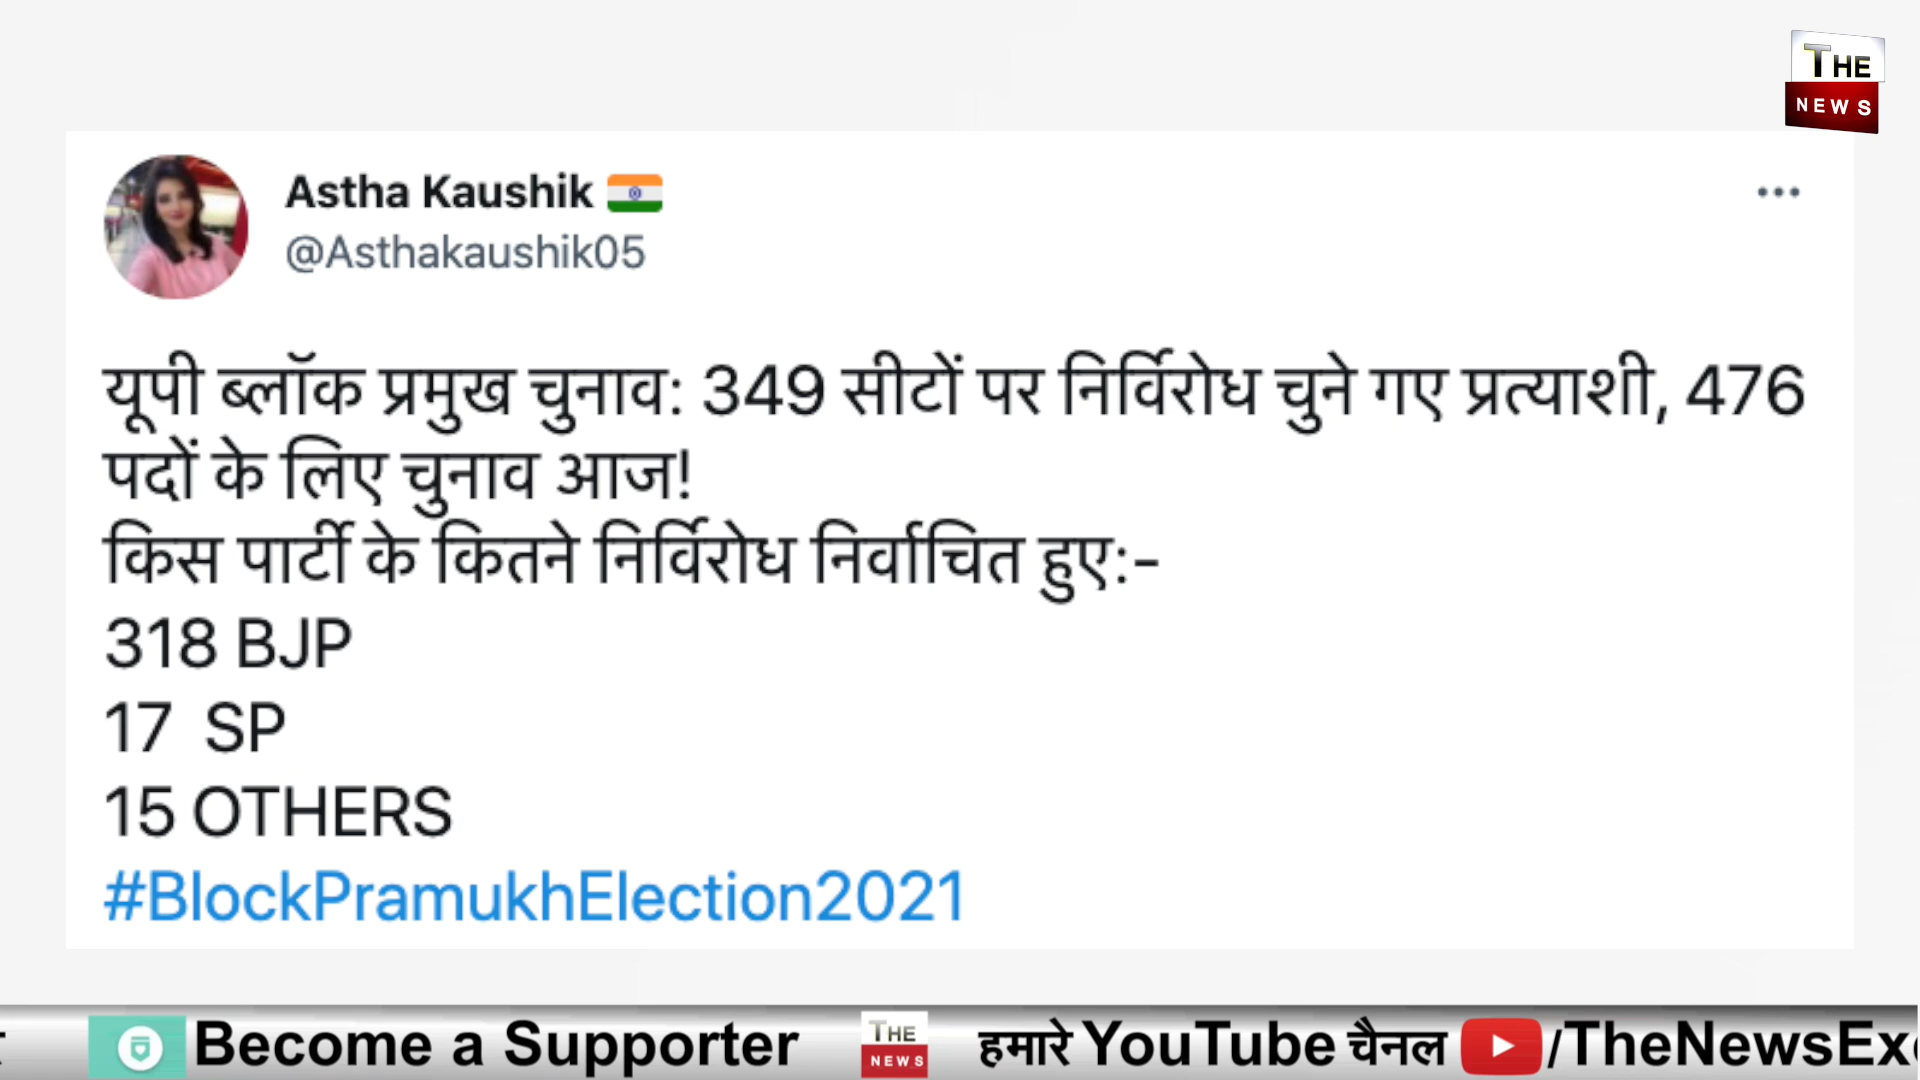 THE
NEWS
Astha Kaushik
@Asthakaushik05
यूपी ब्लॉक प्रमुख चुनाव: 349 सीटों पर निर्विरोध चुने गए प्रत्याशी, 476
पदों के लिए चुनाव आज!
किस पार्टी के कितने निर्विरोध निर्वाचित हुए:-
318 BJP
17 SP
15 OTHERS
#BlockPramukhElection2021
Become a Supporter THE NEWS हमारे YouTube चैनल /TheNewsEx